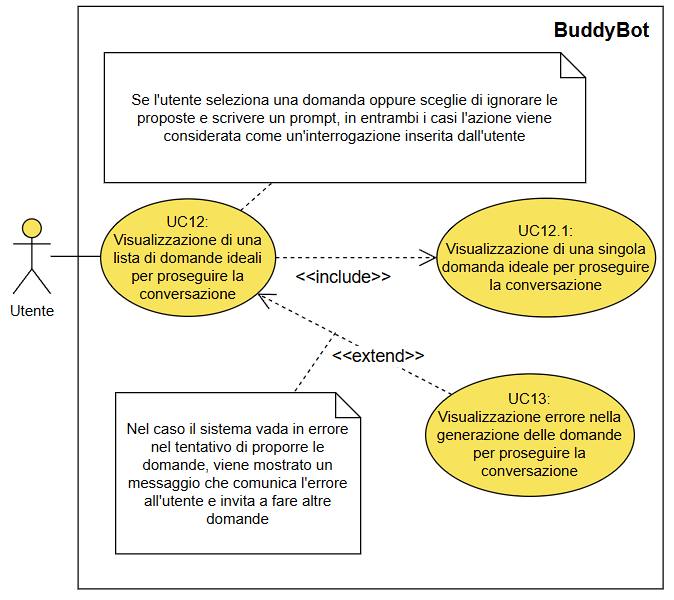 BuddyBot
Se l'utente seleziona una domanda oppure sceglie di ignorare le
proposte e scrivere un prompt, in entrambi i casi l'azione viene
considerata come un'interrogazione inserita dall'utente
UC12:
Visualizzazione di una
lista di domande ideali
per proseguire la
conversazione
UC12.1:
Visualizzazione di una singola
domanda ideale per proseguire
la conversazione
<<include>>
Utente
<<extend>>
Nel caso il sistema vada in errore
nel tentativo di proporre le
domande, viene mostrato un
messaggio che comunica l'errore
all'utente e invita a fare altre
domande
UC13:
Visualizzazione errore nella
generazione delle domande
per proseguire la
conversazione